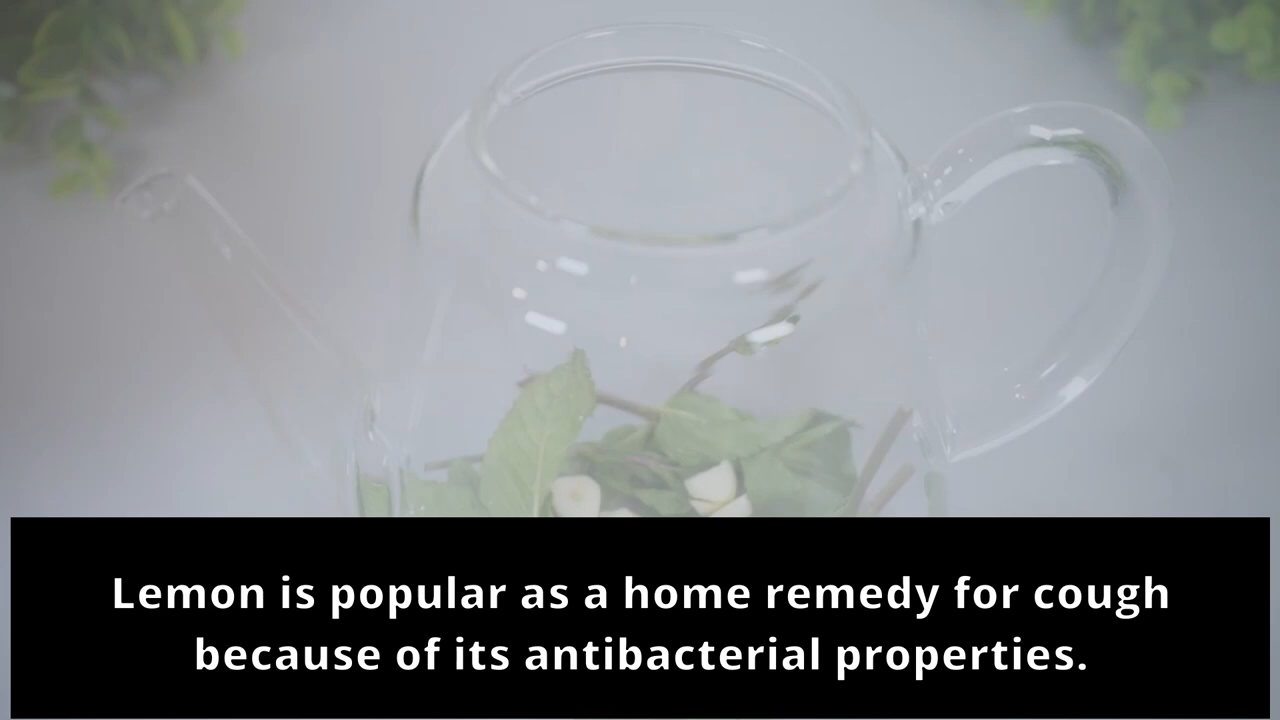 Lemon is popular as a home remedy for cough
because of its antibacterial properties.